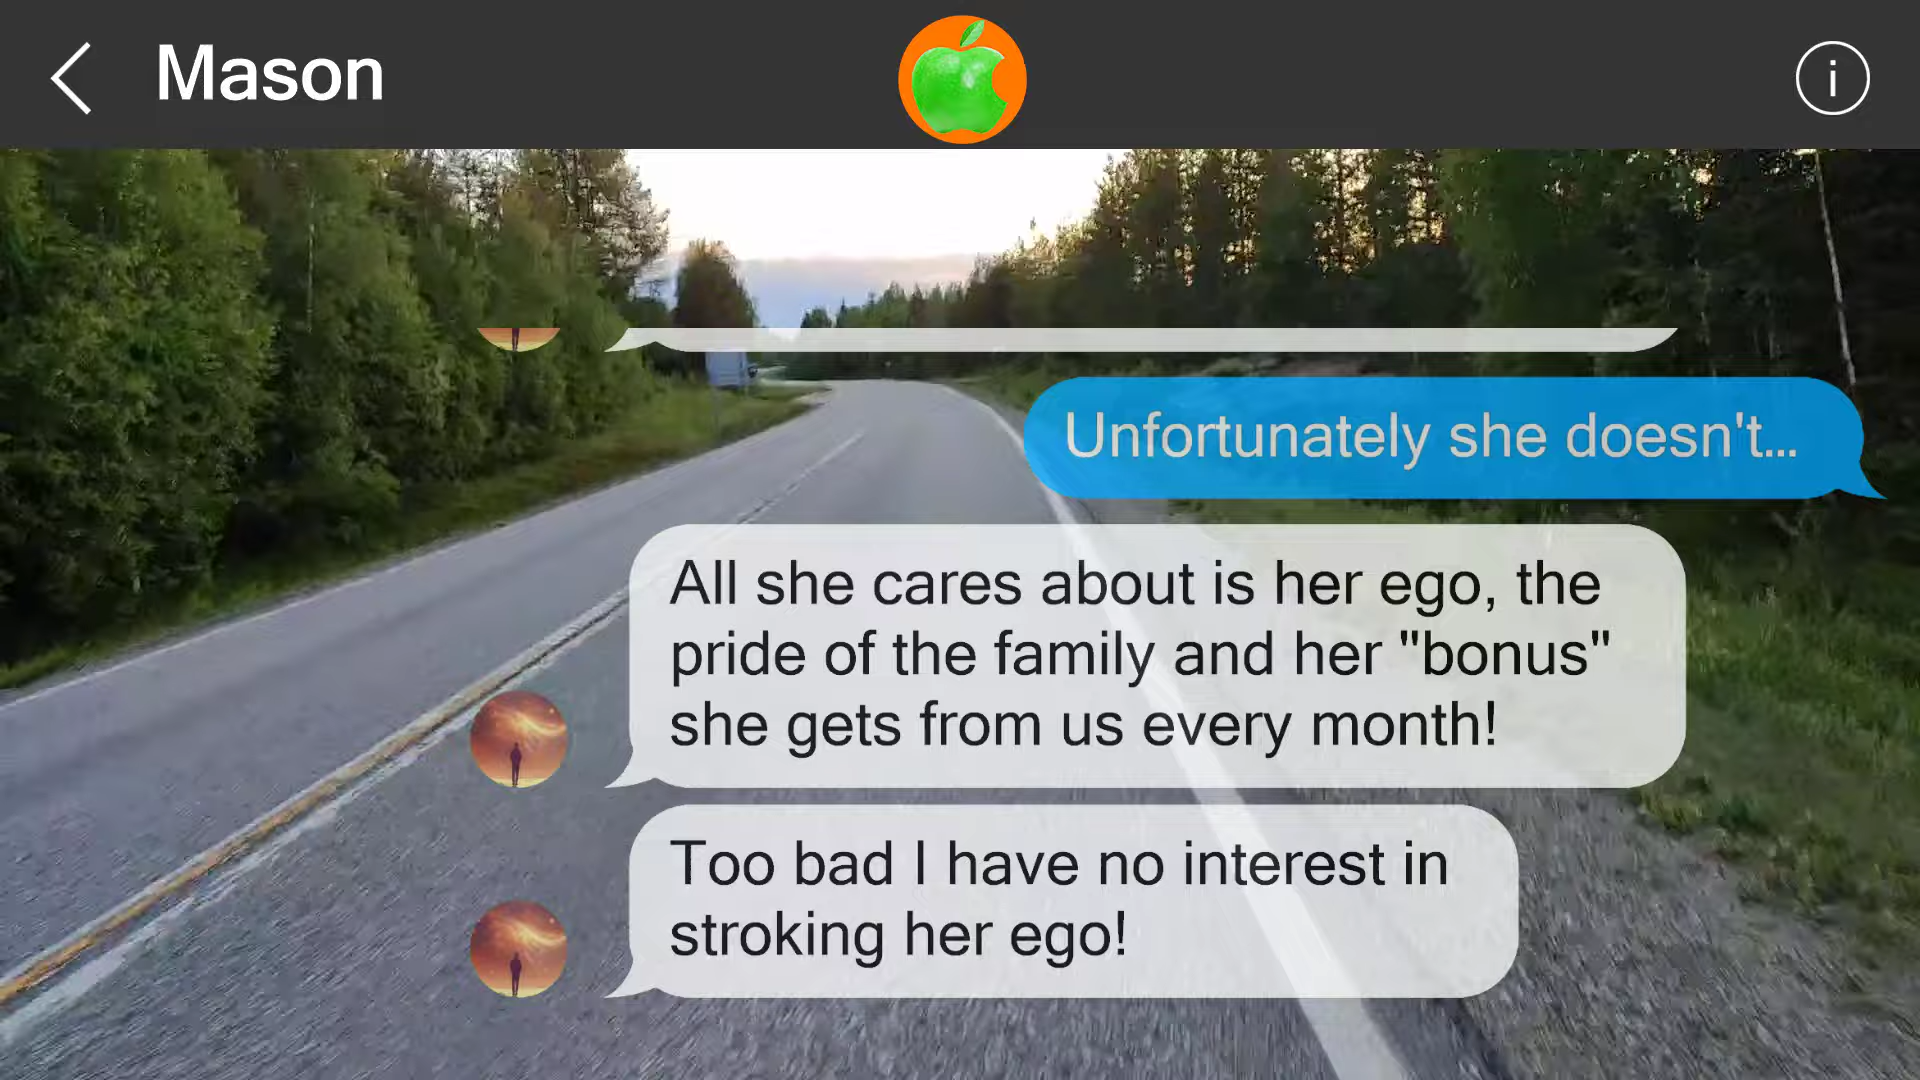 Mason
i
Unfortunately she doesn't...
All she cares about is her ego, the
pride of the family and her "bonus"
she gets from us every month!
Too bad I have no interest in
stroking her ego!